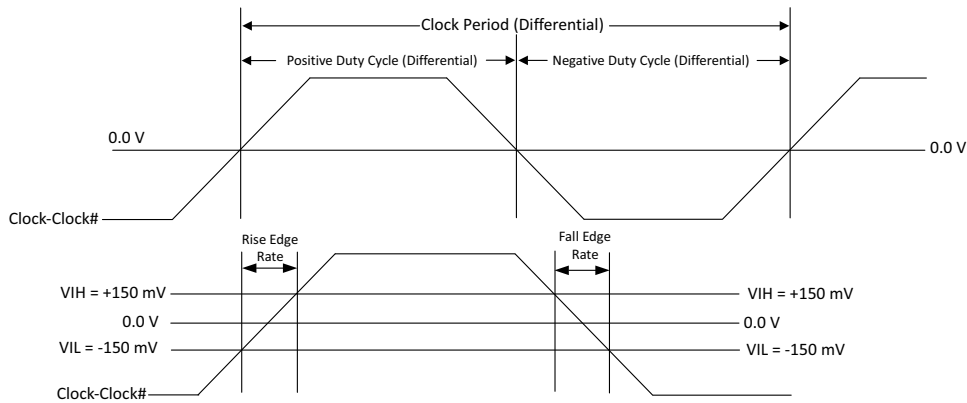 Clock Period (Differential)
Positive Duty Cycle (Differential)
Negative Duty Cycle (Differential)
0.0 V
0.0 V
Clock-Clock#
Rise Edge
Rate
Fall Edge
Rate
VIH = +150 mV
VIH = +150 mV
0.0 V
0.0 V
VIL = -150 mV
VIL = -150 mV
Clock-Clock#